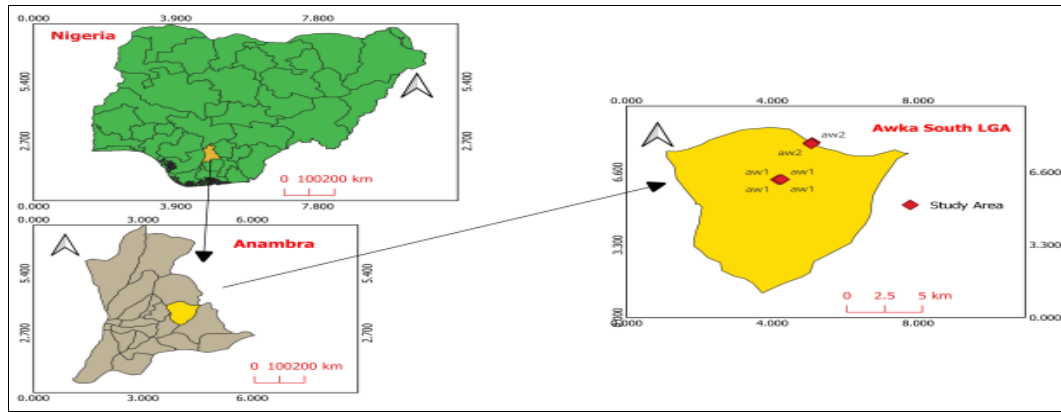 0.000 3.900 7.800
Nigeria
5.400
5.400
2.700
2.700
0 100200 km
0.000 3.900 7.800
0.000 3.000 6.000
Anambra
5.400
5.400
2.700
2.700
0 100200 km
0.000 3.000 6.000
0.000 4.000 8.000
Awka South LGA
aw2
aw2
6.600
6.600
aw1 aw1
aw1 aw1
Study Area
3.300
3.300
0 2.5 5 km
0.000
0.000
0.000 4.000 8.000